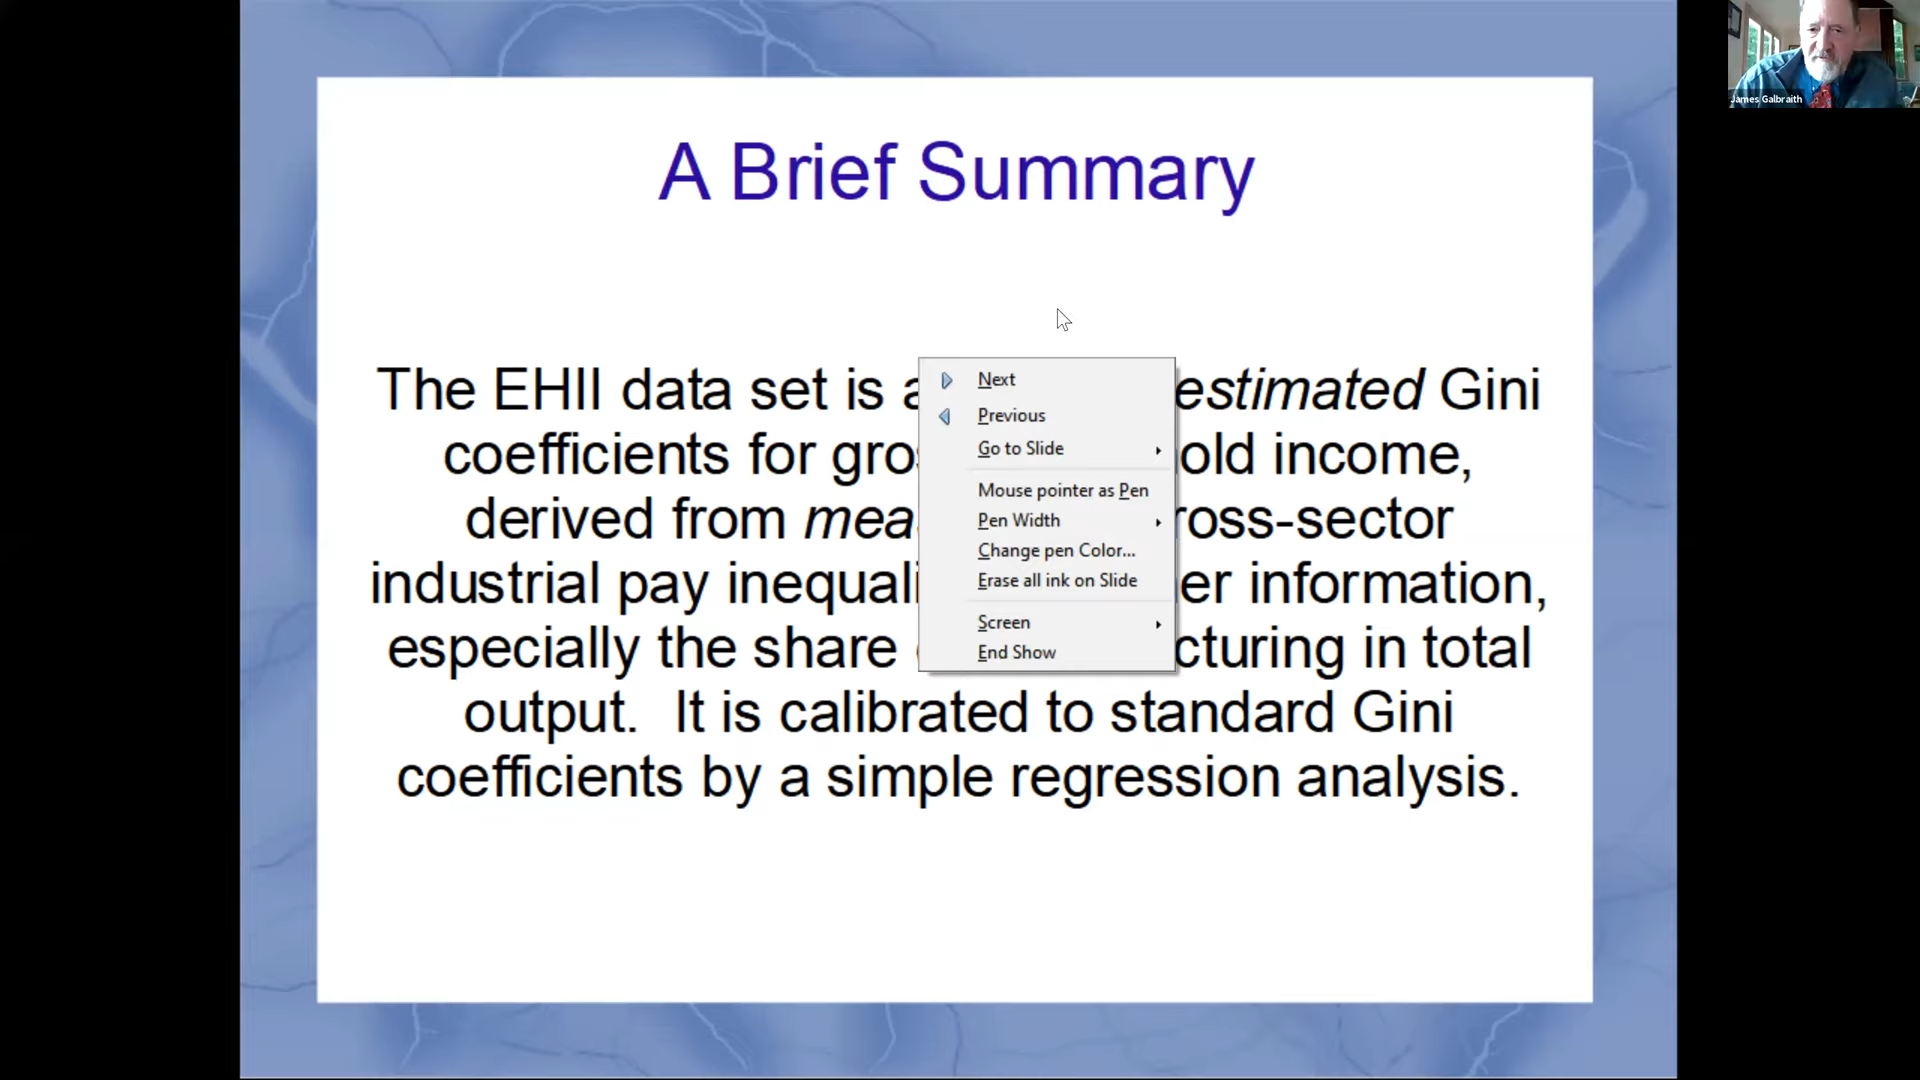 James Galbraith
A Brief Summary
The EHII data set is a estimated Gini
coefficients for gros old income,
derived from meas ross-sector
industrial pay inequali er information,
especially the share cturing in total
output. It is calibrated to standard Gini
coefficients by a simple regression analysis.
Next
Previous
Go to Slide
Mouse pointer as Pen
Pen Width
Change pen Color...
Erase all ink on Slide
Screen
End Show